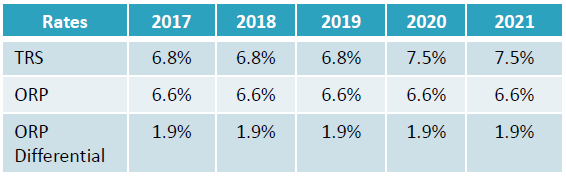 Rates 2017 2018 2019 2020 2021
TRS 6.8% 6.8% 6.8% 7.5% 7.5%
ORP 6.6% 6.6% 6.6% 6.6% 6.6%
ORP 1.9% 1.9% 1.9% 1.9% 1.9%
Differential